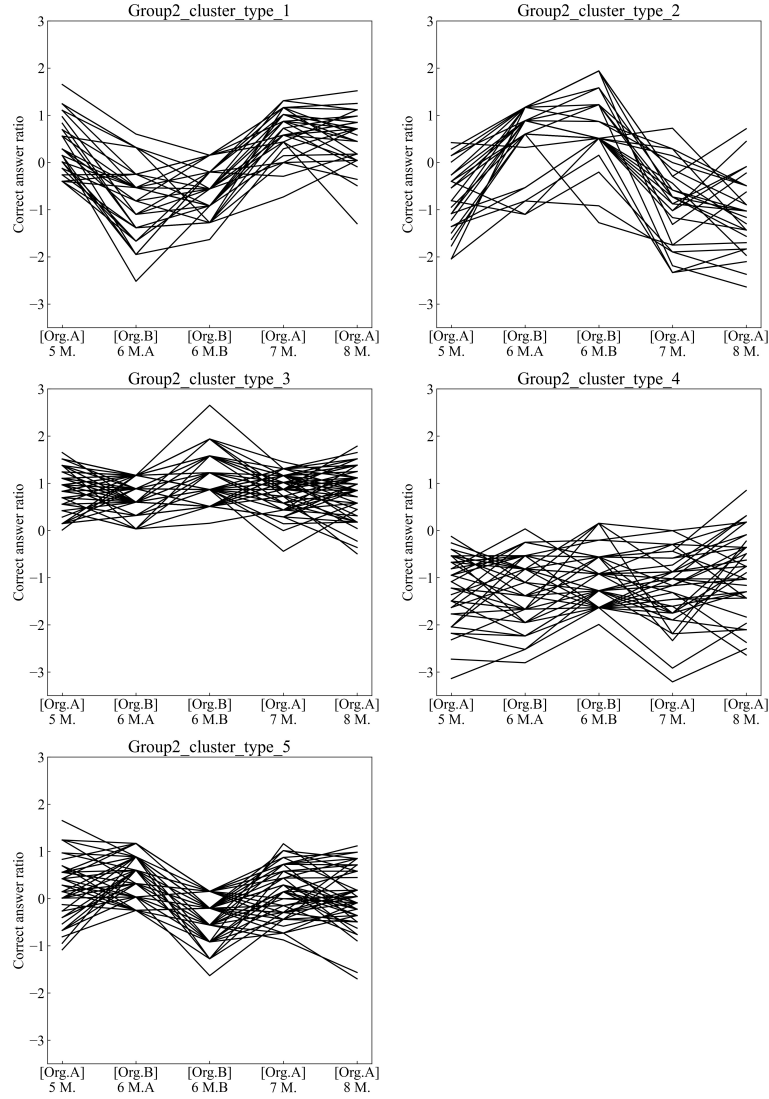 Group2_cluster_type_1
3
2
1
0
−1
−2
−3
Correct answer ratio
[Org.A] [Org.B] [Org.B] [Org.A] [Org.A]
5 M. 6 M.A 6 M.B 7 M. 8 M.
Group2_cluster_type_2
3
2
1
0
−1
−2
−3
Correct answer ratio
[Org.A] [Org.B] [Org.B] [Org.A] [Org.A]
5 M. 6 M.A 6 M.B 7 M. 8 M.
Group2_cluster_type_3
3
2
1
0
−1
−2
−3
Correct answer ratio
[Org.A] [Org.B] [Org.B] [Org.A] [Org.A]
5 M. 6 M.A 6 M.B 7 M. 8 M.
Group2_cluster_type_4
3
2
1
0
−1
−2
−3
Correct answer ratio
[Org.A] [Org.B] [Org.B] [Org.A] [Org.A]
5 M. 6 M.A 6 M.B 7 M. 8 M.
Group2_cluster_type_5
3
2
1
0
−1
−2
−3
Correct answer ratio
[Org.A] [Org.B] [Org.B] [Org.A] [Org.A]
5 M. 6 M.A 6 M.B 7 M. 8 M.